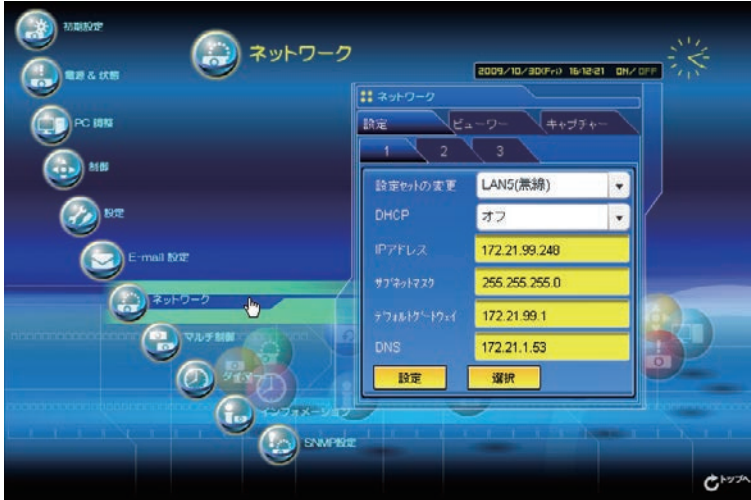 初期設定
電源 & 状態
PC 調整
制御
設定
E-mail 設定
ネットワーク
マルチ制御
タイマー
インフォメーション
SNMP設定
ネットワーク
2009/10/30(Fri) 16:12:21 ON/OFF
ネットワーク
設定 ビューワー キャプチャー
1 2 3
設定セットの変更 LAN5(無線)
DHCP オフ
IPアドレス 172.21.99.248
サブネットマスク 255.255.255.0
デフォルトゲートウェイ 172.21.99.1
DNS 172.21.1.53
設定 選択
トップへ